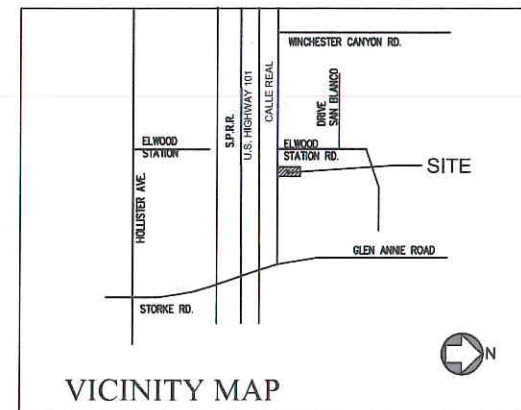 WINCHESTER CANYON RD.
S.P.R.R.
U.S. HIGHWAY 101
CALLE REAL
DRIVE
SAN BLANCO
ELWOOD
STATION
ELWOOD
STATION RD.
SITE
HOLLISTER AVE.
GLEN ANNIE ROAD
STORKE RD.
N
VICINITY MAP